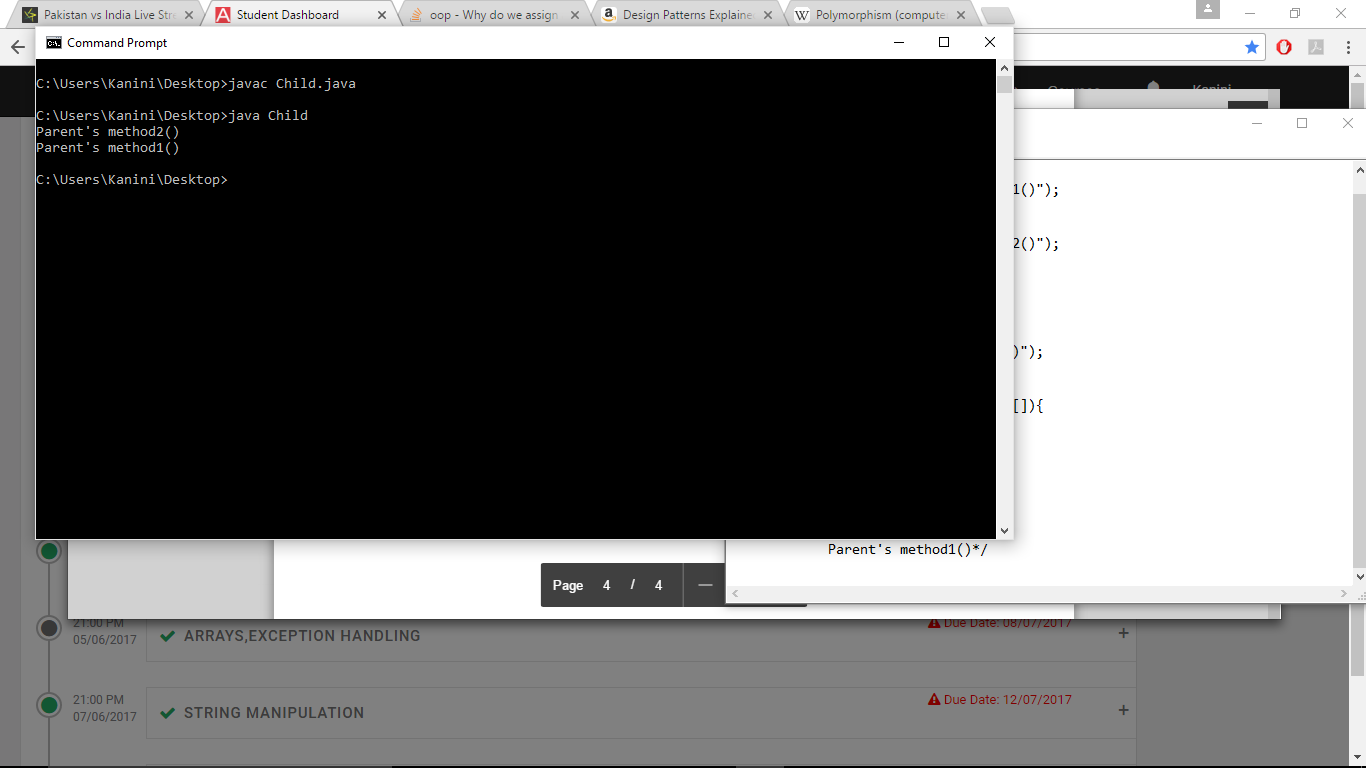 Pakistan vs India Live Stre
Student Dashboard
oop - Why do we assign
Design Patterns Explaine
Polymorphism (compute
Command Prompt
C:\Users\Kanini\Desktop>javac Child.java
C:\Users\Kanini\Desktop>java Child
Parent's method2()
Parent's method1()
C:\Users\Kanini\Desktop>
Kanini
1()");
2()");
)");
[]){
Parent's method1()*/
Page 4 / 4
21:00 PM
05/06/2017
ARRAYS,EXCEPTION HANDLING
Due Date: 08/07/2017
21:00 PM
07/06/2017
STRING MANIPULATION
Due Date: 12/07/2017